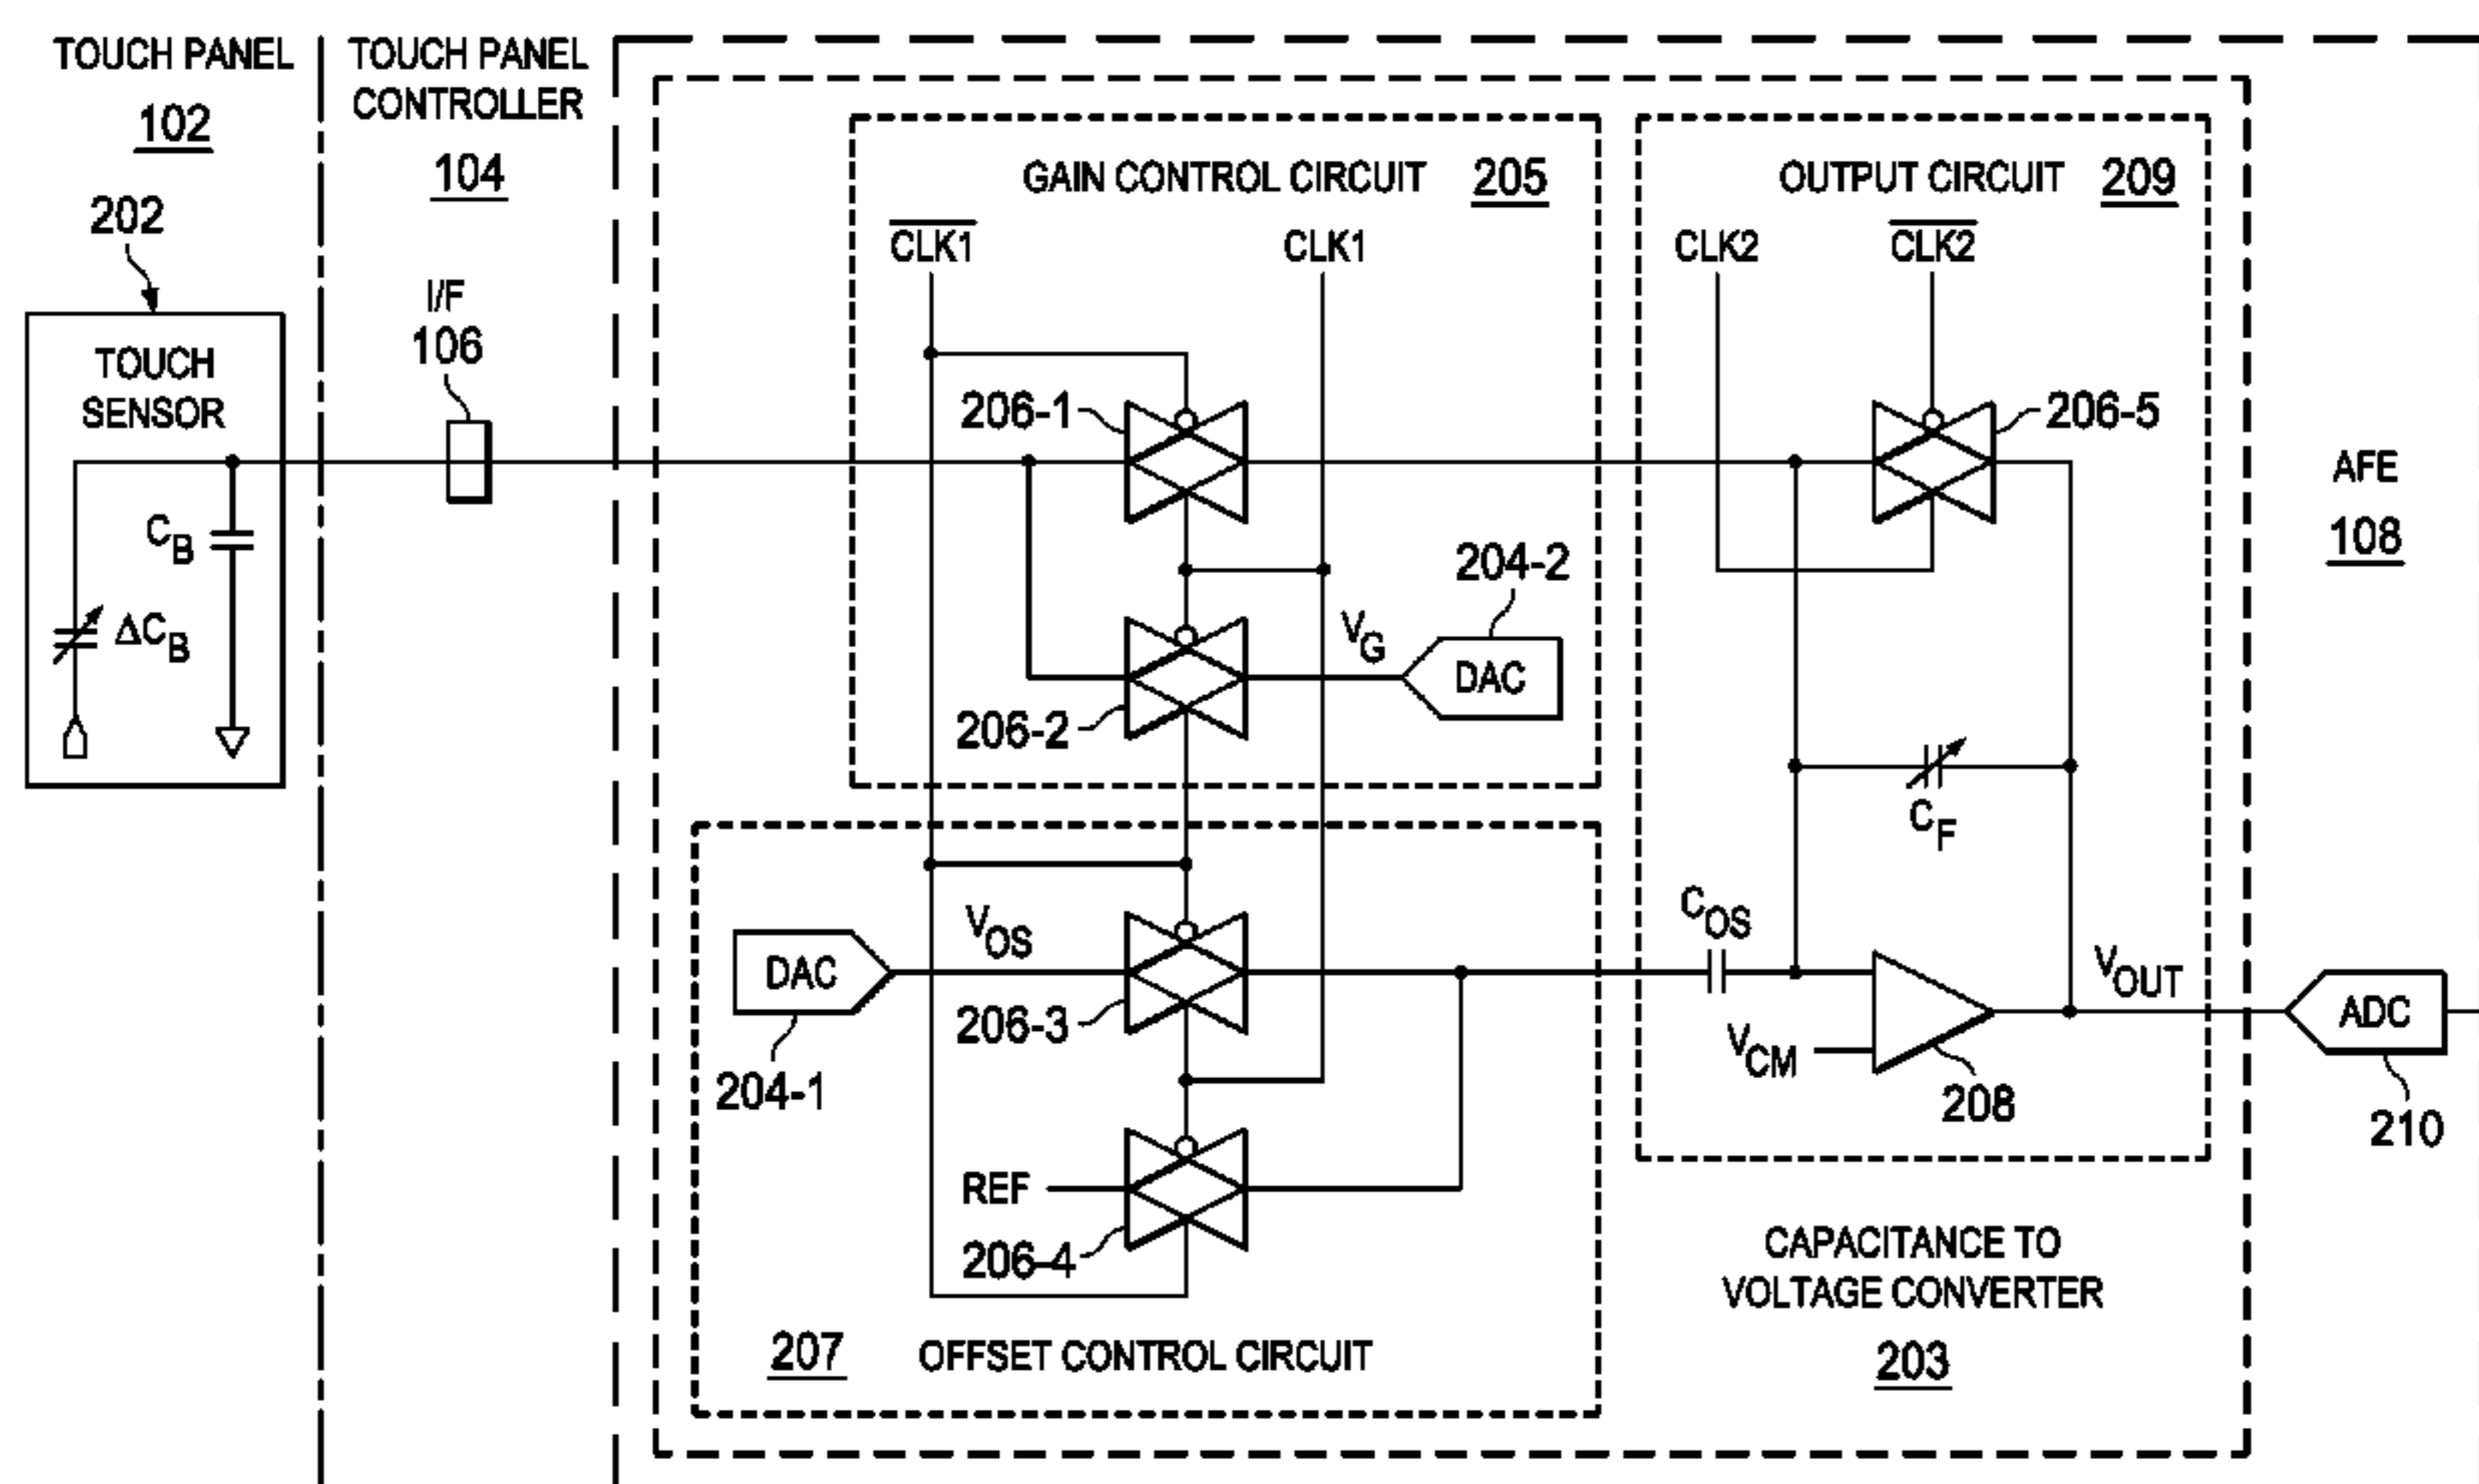 TOUCH PANEL
102
TOUCH PANEL
CONTROLLER
104
202
TOUCH
SENSOR
C_B
ΔC_B
I/F
106
GAIN CONTROL CIRCUIT 205
C̅L̅K̅1̅
CLK1
206-1
206-2
V_G
204-2
DAC
OUTPUT CIRCUIT 209
CLK2
C̅L̅K̅2̅
206-5
C_F
C_OS
V_CM
208
V_OUT
AFE
108
ADC
210
DAC
204-1
V_OS
206-3
REF
206-4
207 OFFSET CONTROL CIRCUIT
CAPACITANCE TO
VOLTAGE CONVERTER
203